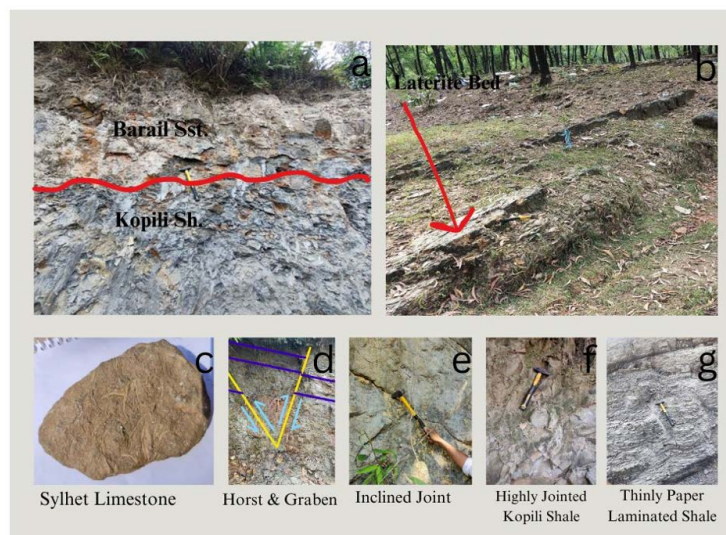 a
Barail Sst.
Kopili Sh.
b
Laterite Bed
c
Sylhet Limestone
d
Horst & Graben
e
Inclined Joint
f
Highly Jointed
Kopili Shale
g
Thinly Paper
Laminated Shale